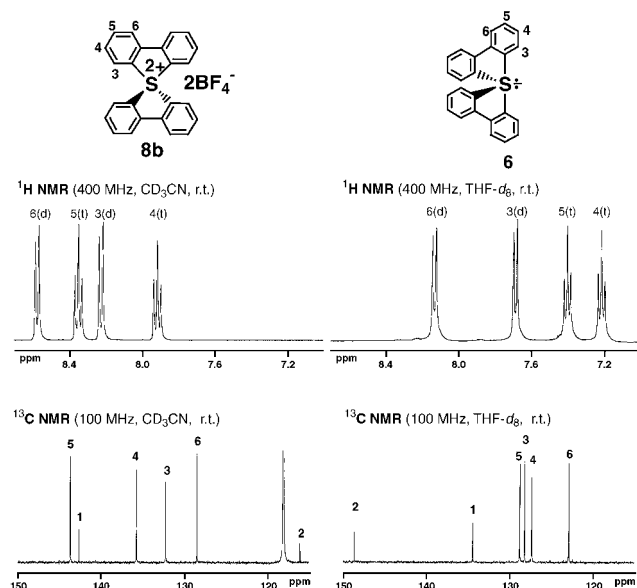 5 6
4
3
2+
S 2BF₄⁻
8b
5
6 4
3
S
6
¹H NMR (400 MHz, CD₃CN, r.t.)
6(d) 5(t) 3(d) 4(t)
ppm 8.4 8.0 7.6 7.2
¹H NMR (400 MHz, THF-d₈, r.t.)
6(d) 3(d) 5(t) 4(t)
ppm 8.4 8.0 7.6 7.2
¹³C NMR (100 MHz, CD₃CN, r.t.)
5 1 4 3 6 2
150 140 130 120 ppm
¹³C NMR (100 MHz, THF-d₈, r.t.)
2 1 5 3 4 6
150 140 130 120 ppm